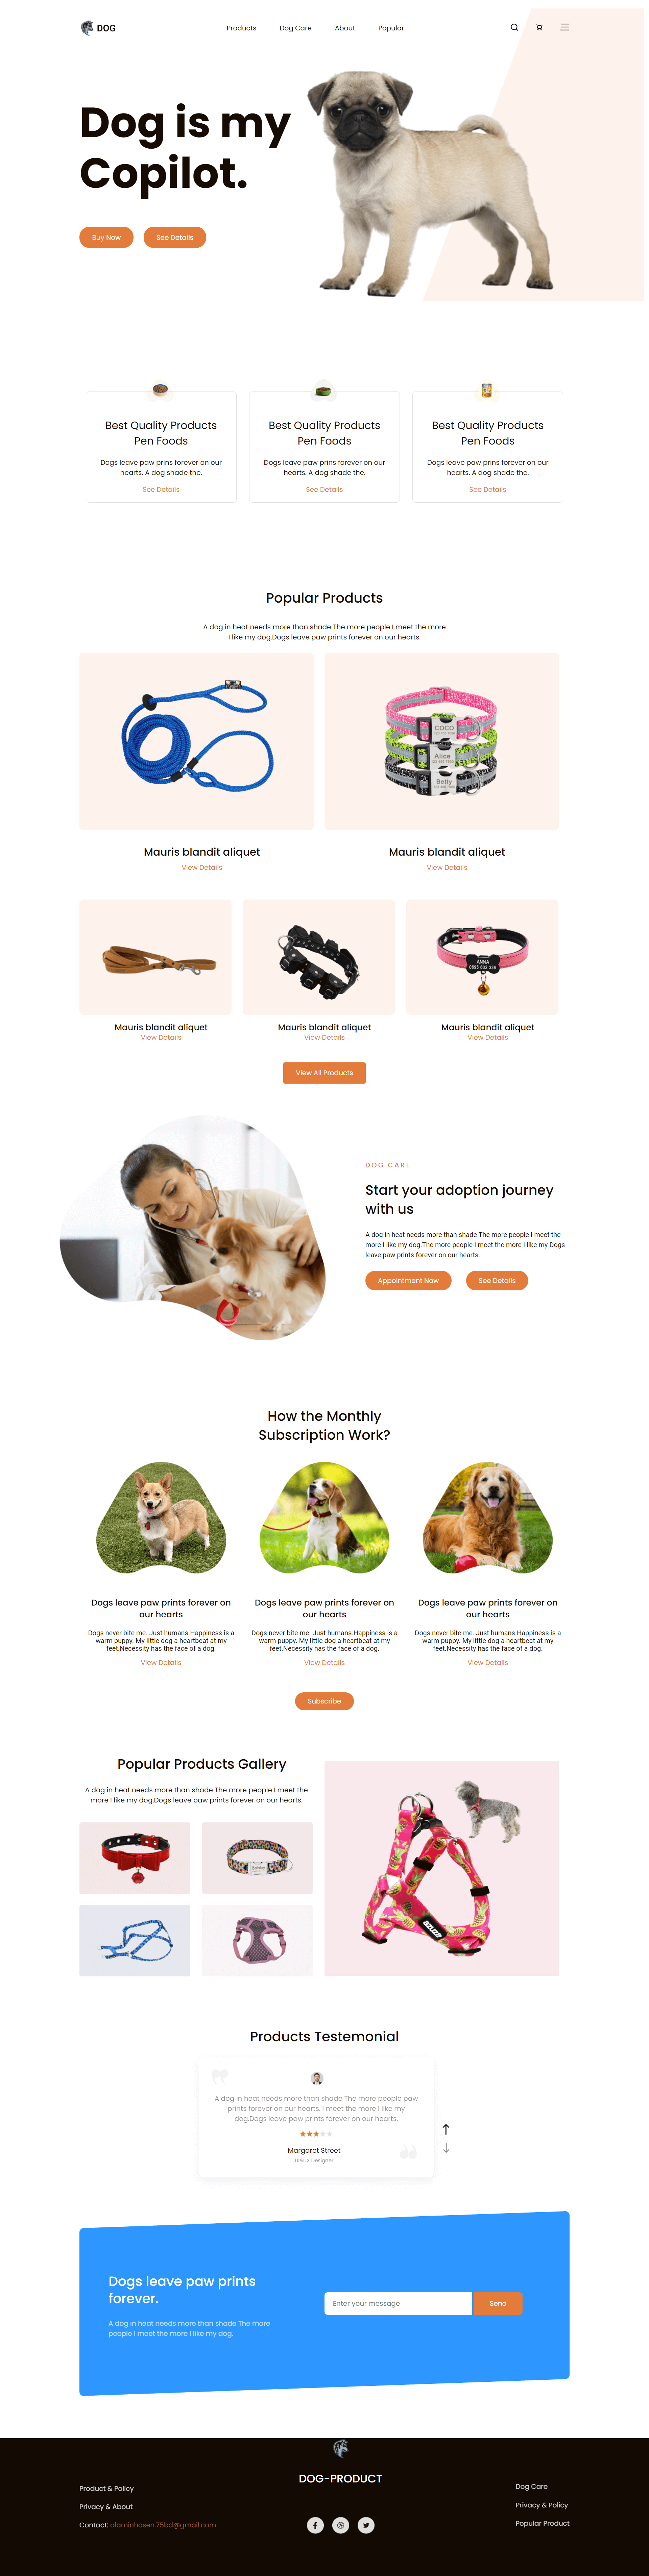 DOG
Products
Dog Care
About
Popular
Dog is my
Copilot.
Buy Now
See Details
Best Quality Products
Pen Foods
Dogs leave paw prins forever on our
hearts. A dog shade the.
See Details
Best Quality Products
Pen Foods
Dogs leave paw prins forever on our
hearts. A dog shade the.
See Details
Best Quality Products
Pen Foods
Dogs leave paw prins forever on our
hearts. A dog shade the.
See Details
Popular Products
A dog in heat needs more than shade The more people I meet the more
I like my dog.Dogs leave paw prints forever on our hearts.
COCO
Alice
Betty
Mauris blandit aliquet
View Details
Mauris blandit aliquet
View Details
ANNA
0695 632 336
Mauris blandit aliquet
View Details
Mauris blandit aliquet
View Details
Mauris blandit aliquet
View Details
View All Products
DOG CARE
Start your adoption journey
with us
A dog in heat needs more than shade The more people I meet the
more I like my dog.The more people I meet the more I like my Dogs
leave paw prints forever on our hearts.
Appointment Now
See Details
How the Monthly
Subscription Work?
Dogs leave paw prints forever on
our hearts
Dogs never bite me. Just humans.Happiness is a
warm puppy. My little dog a heartbeat at my
feet.Necessity has the face of a dog.
View Details
Dogs leave paw prints forever on
our hearts
Dogs never bite me. Just humans.Happiness is a
warm puppy. My little dog a heartbeat at my
feet.Necessity has the face of a dog.
View Details
Dogs leave paw prints forever on
our hearts
Dogs never bite me. Just humans.Happiness is a
warm puppy. My little dog a heartbeat at my
feet.Necessity has the face of a dog.
View Details
Subscribe
Popular Products Gallery
A dog in heat needs more than shade The more people I meet the
more I like my dog.Dogs leave paw prints forever on our hearts.
Products Testemonial
A dog in heat needs more than shade The more people paw
prints forever on our hearts. I meet the more I like my
dog.Dogs leave paw prints forever on our hearts.
Margaret Street
UI&UX Designer
Dogs leave paw prints
forever.
A dog in heat needs more than shade The more
people I meet the more I like my dog.
Enter your message
Send
DOG-PRODUCT
Product & Policy
Privacy & About
Contact: alaminhosen.75bd@gmail.com
Dog Care
Privacy & Policy
Popular Product